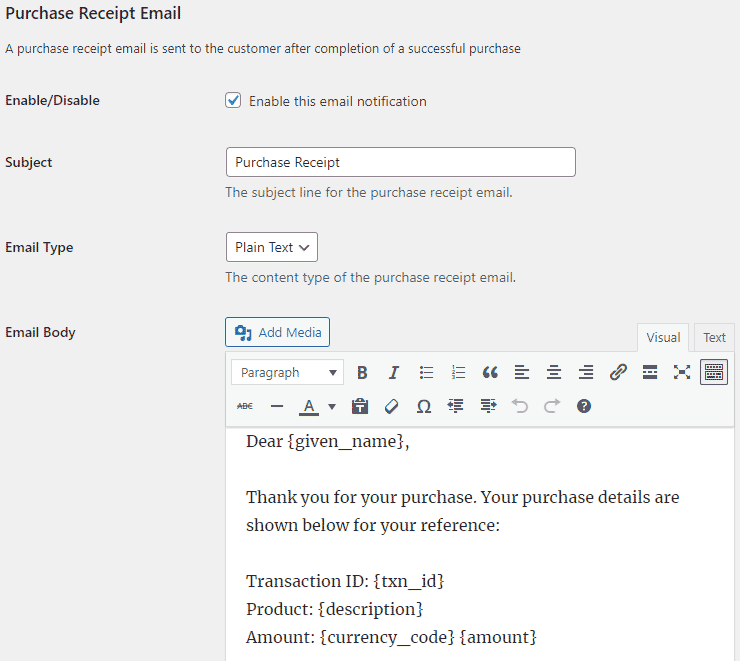 Purchase Receipt Email
A purchase receipt email is sent to the customer after completion of a successful purchase
Enable/Disable
Enable this email notification
Subject
Purchase Receipt
The subject line for the purchase receipt email.
Email Type
Plain Text
The content type of the purchase receipt email.
Email Body
Add Media
Visual
Text
Paragraph
B I
ABC A T Ω ?
Dear {given_name},
Thank you for your purchase. Your purchase details are
shown below for your reference:
Transaction ID: {txn_id}
Product: {description}
Amount: {currency_code} {amount}